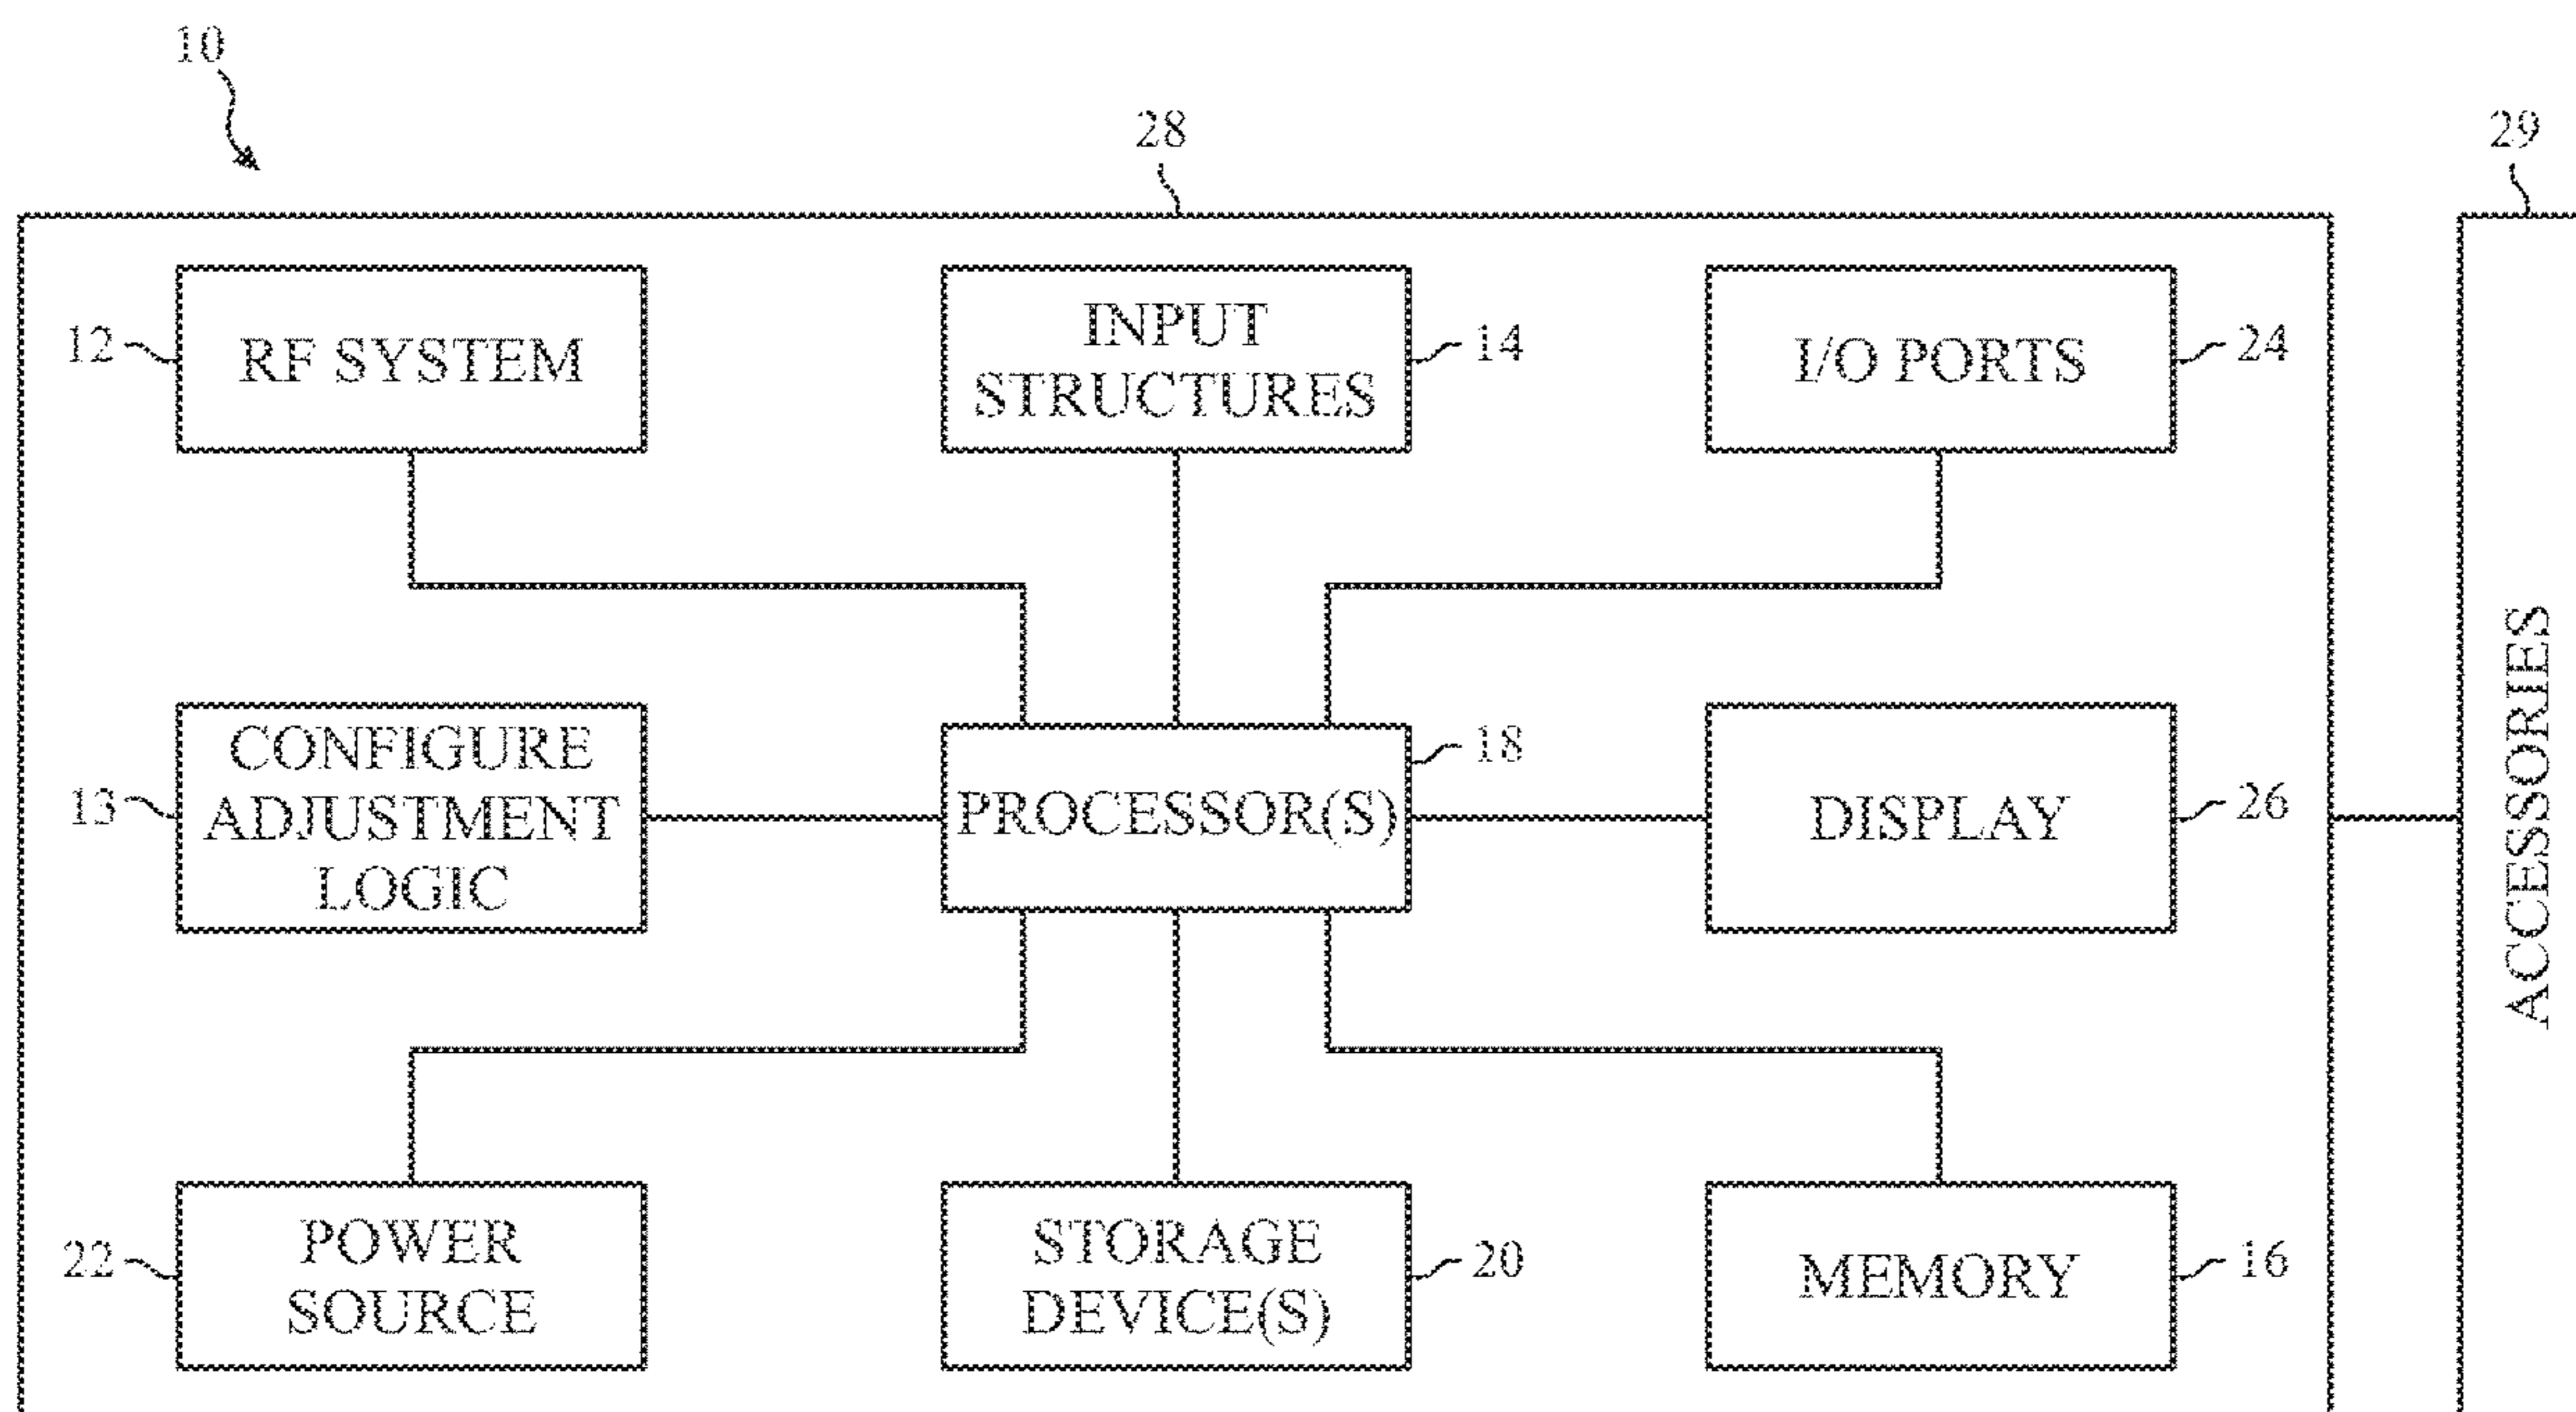 10
28
29
12
RF SYSTEM
INPUT
STRUCTURES
14
I/O PORTS
24
13
CONFIGURE
ADJUSTMENT
LOGIC
PROCESSOR(S)
18
DISPLAY
26
ACCESSORIES
22
POWER
SOURCE
STORAGE
DEVICE(S)
20
MEMORY
16